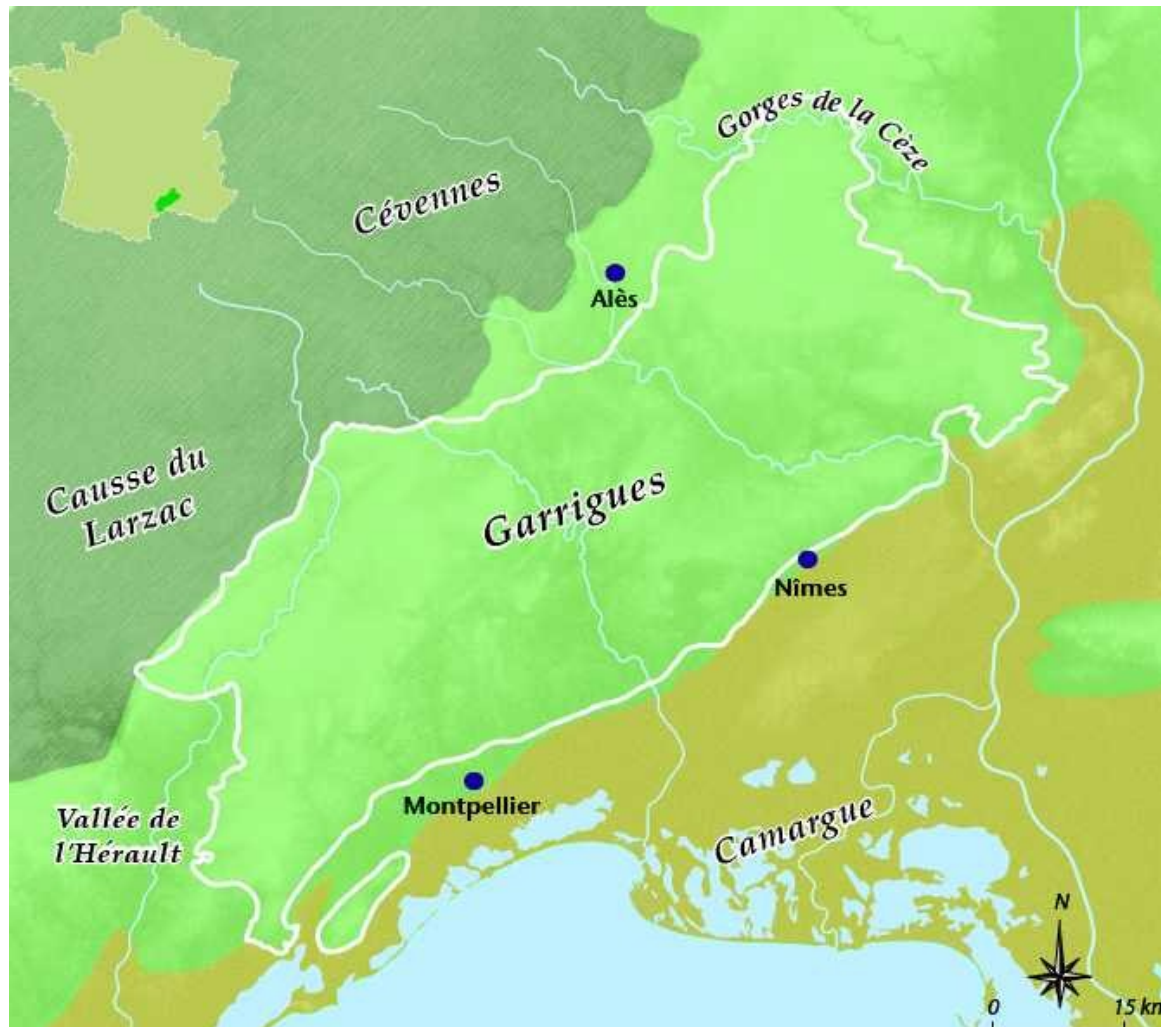 Gorges de la Cèze
Cévennes
Alès
Causse du
Larzac
Garrigues
Nîmes
Montpellier
Vallée de
l'Hérault
Camargue
N
0 15 km